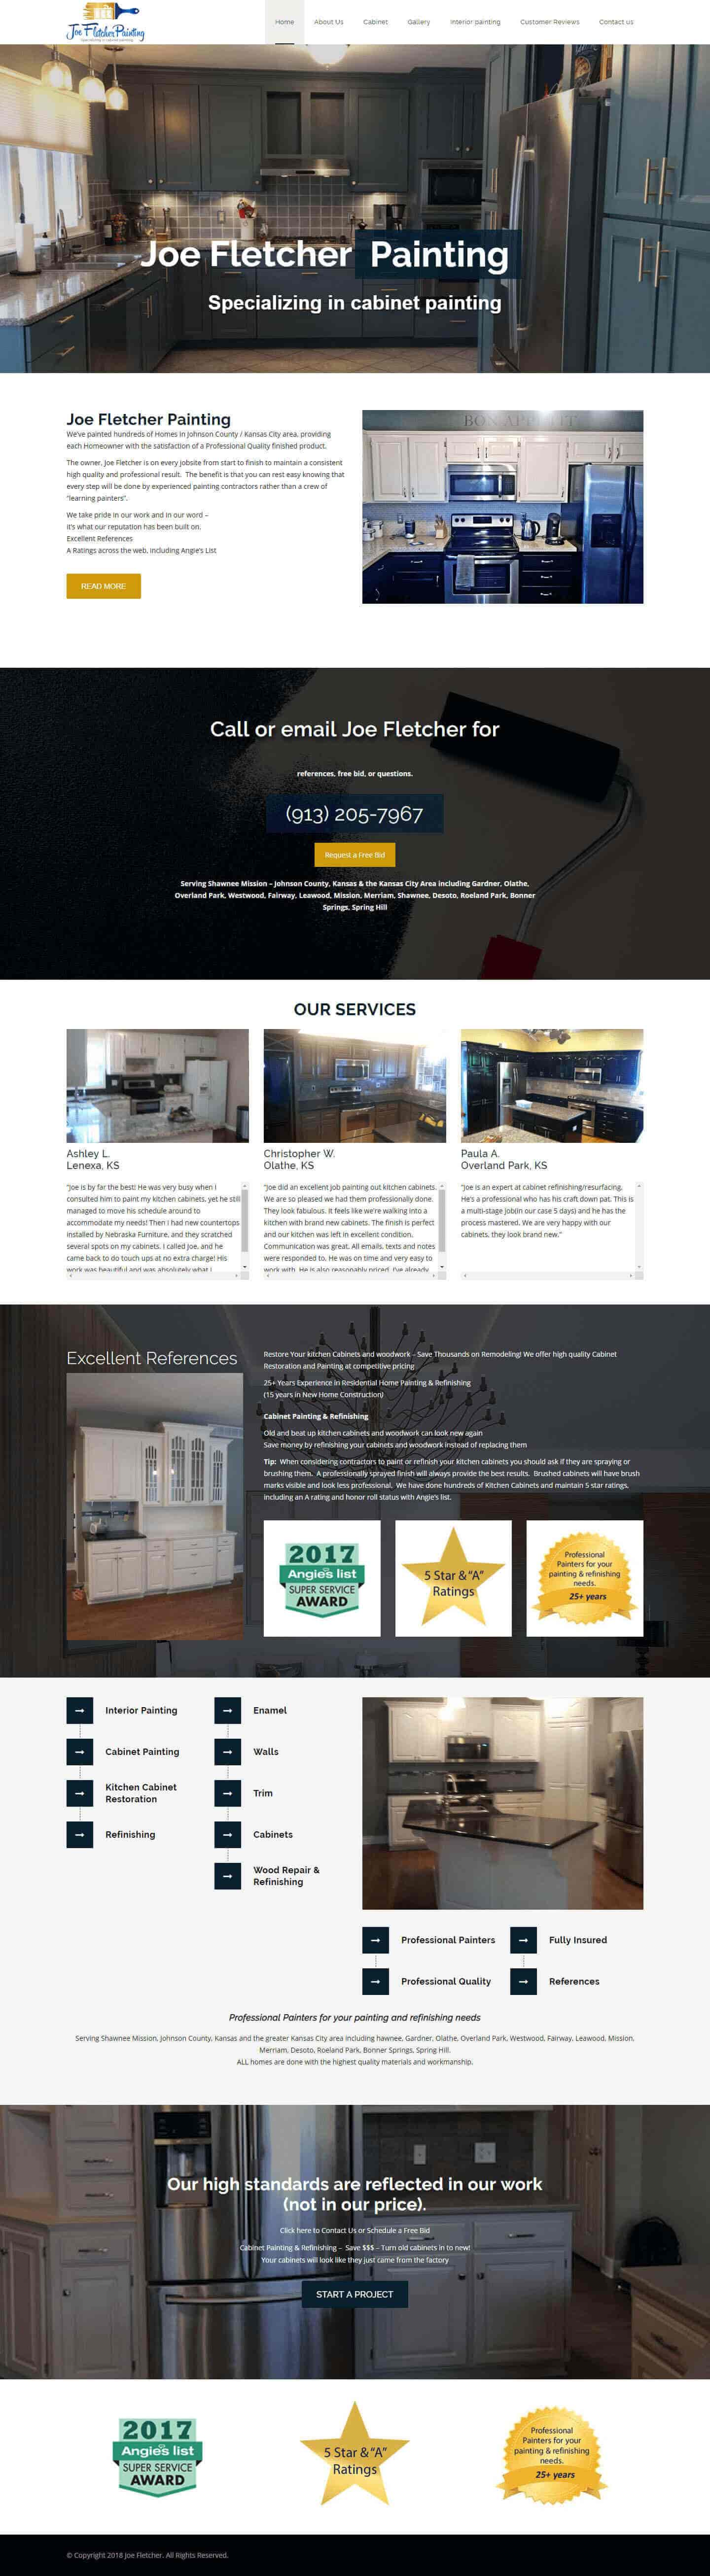 Joe Fletcher Painting
Home
About Us
Cabinet
Gallery
Interior painting
Customer Reviews
Contact us
Joe Fletcher Painting
Specializing in cabinet painting
Joe Fletcher Painting
We've painted hundreds of Homes in Johnson County / Kansas City area, providing
each Homeowner with the satisfaction of a Professional Quality finished product.
The owner, Joe Fletcher is on every jobsite from start to finish to maintain a consistent
high quality and professional result. The benefit is that you can rest easy knowing that
every step will be done by experienced painting contractors rather than a crew of
"learning painters".
We take pride in our work and in our word –
it's what our reputation has been built on.
Excellent References
A Ratings across the web, including Angie's List
READ MORE
BON APPETIT
Call or email Joe Fletcher for
references, free bid, or questions.
(913) 205-7967
Request a Free Bid
Serving Shawnee Mission – Johnson County, Kansas & the Kansas City Area including Gardner, Olathe,
Overland Park, Westwood, Fairway, Leawood, Mission, Merriam, Shawnee, Desoto, Roeland Park, Bonner
Springs, Spring Hill
OUR SERVICES
Ashley L.
Lenexa, KS
"Joe is by far the best! He was very busy when I
consulted him to paint my kitchen cabinets, yet he still
managed to move his schedule around to
accommodate my needs! Then I had new countertops
installed by Nebraska Furniture, and they scratched
several spots on my cabinets. I called Joe, and he
came back to do touch ups at no extra charge! His
work was beautiful and was absolutely what I
Christopher W.
Olathe, KS
"Joe did an excellent job painting out kitchen cabinets.
We are so pleased we had them professionally done.
They look fabulous. It feels like we're walking into a
kitchen with brand new cabinets. The finish is perfect
and our kitchen was left in excellent condition.
Communication was great. All emails, texts and notes
were responded to. He was on time and very easy to
work with. He is also reasonably priced. I've already
Paula A.
Overland Park, KS
"Joe is an expert at cabinet refinishing/resurfacing.
He's a professional who has his craft down pat. This is
a multi-stage job(in our case 5 days) and he has the
process mastered. We are very happy with our
cabinets, they look brand new."
Excellent References
Restore Your Kitchen Cabinets and woodwork – Save Thousands on Remodeling! We offer high quality Cabinet
Restoration and Painting at competitive pricing
25+ Years Experience in Residential Home Painting & Refinishing
(15 years in New Home Construction)
Cabinet Painting & Refinishing
Old and beat up kitchen cabinets and woodwork can look new again
Save money by refinishing your cabinets and woodwork instead of replacing them
Tip: When considering contractors to paint or refinish your kitchen cabinets you should ask if they are spraying or
brushing them. A professionally sprayed finish will always provide the best results. Brushed cabinets will have brush
marks visible and look less professional. We have done hundreds of Kitchen Cabinets and maintain 5 star ratings,
including an A rating and honor roll status with Angie's list.
2017
Angie's list
SUPER SERVICE
AWARD
5 Star & "A"
Ratings
Professional
Painters for your
painting & refinishing
needs.
25+ years
Interior Painting
Cabinet Painting
Kitchen Cabinet
Restoration
Refinishing
Enamel
Walls
Trim
Cabinets
Wood Repair &
Refinishing
Professional Painters
Fully Insured
Professional Quality
References
Professional Painters for your painting and refinishing needs
Serving Shawnee Mission, Johnson County, Kansas and the greater Kansas City area including hawnee, Gardner, Olathe, Overland Park, Westwood, Fairway, Leawood, Mission,
Merriam, Desoto, Roeland Park, Bonner Springs, Spring Hill.
ALL homes are done with the highest quality materials and workmanship.
Our high standards are reflected in our work
(not in our price).
Click here to Contact Us or Schedule a Free Bid
Cabinet Painting & Refinishing – Save $$$ – Turn old cabinets in to new!
Your cabinets will look like they just came from the factory
START A PROJECT
2017
Angie's list
SUPER SERVICE
AWARD
5 Star & "A"
Ratings
Professional
Painters for your
painting & refinishing
needs.
25+ years
© Copyright 2018 Joe Fletcher. All Rights Reserved.